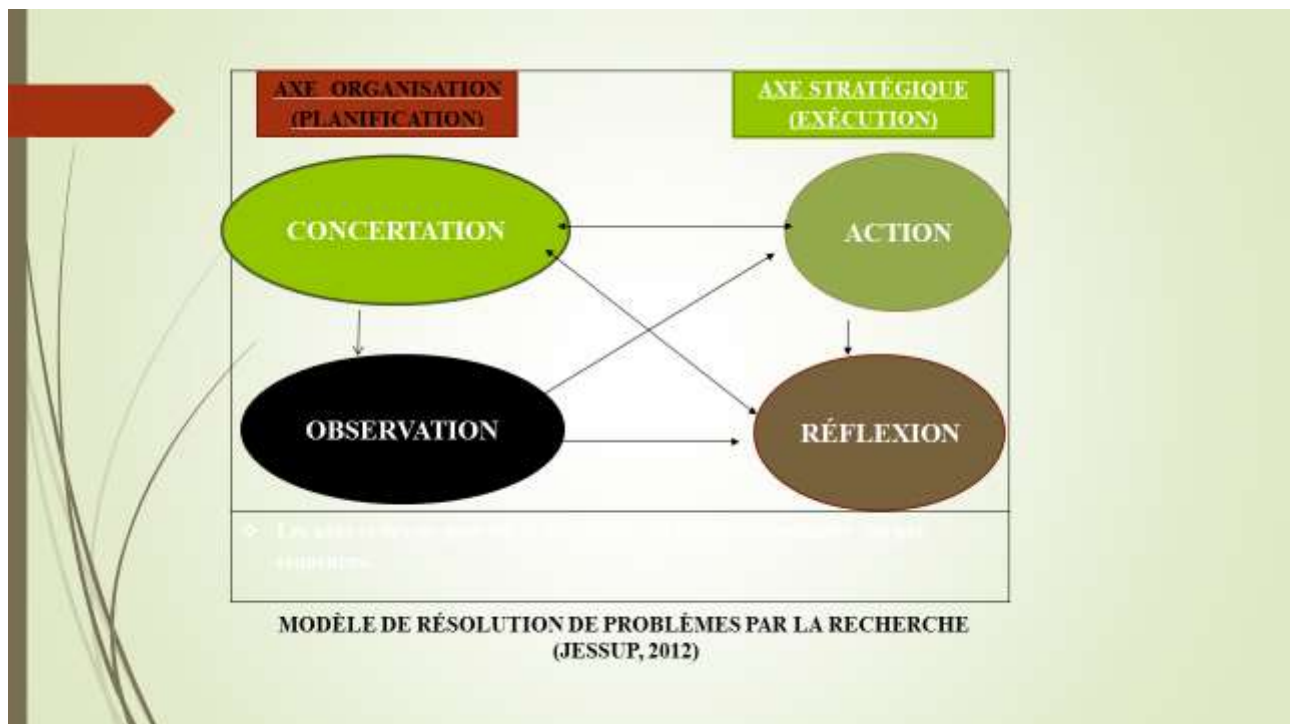 AXE ORGANISATION
(PLANIFICATION)
AXE STRATÉGIQUE
(EXÉCUTION)
CONCERTATION
ACTION
OBSERVATION
RÉFLEXION
MODÈLE DE RÉSOLUTION DE PROBLÈMES PAR LA RECHERCHE
(JESSUP, 2012)